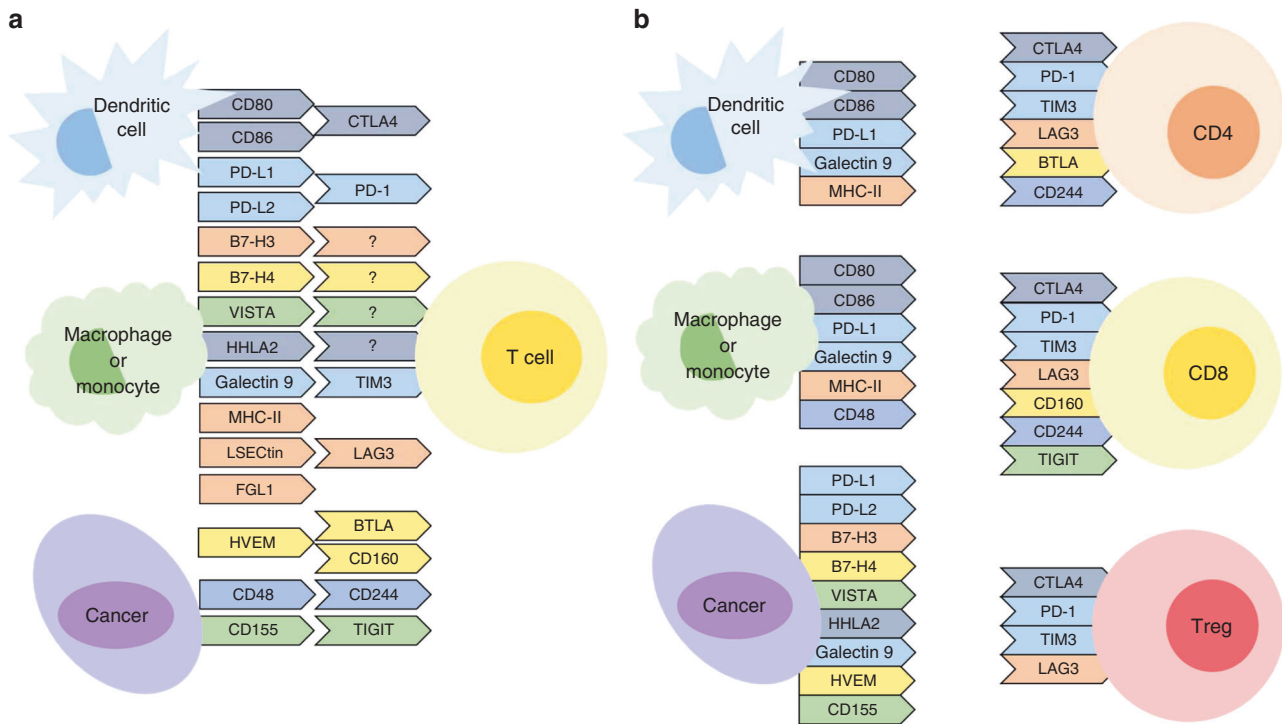 a
Dendritic
cell
CD80
CD86
CTLA4
PD-L1
PD-L2
PD-1
B7-H3
?
B7-H4
?
VISTA
?
HHLA2
?
Galectin 9
TIM3
MHC-II
LSECtin
LAG3
FGL1
Macrophage
or
monocyte
T cell
HVEM
BTLA
CD160
CD48
CD244
CD155
TIGIT
Cancer
b
Dendritic
cell
CD80
CD86
PD-L1
Galectin 9
MHC-II
CTLA4
PD-1
TIM3
LAG3
BTLA
CD244
CD4
Macrophage
or
monocyte
CD80
CD86
PD-L1
Galectin 9
MHC-II
CD48
CTLA4
PD-1
TIM3
LAG3
CD160
CD244
TIGIT
CD8
Cancer
PD-L1
PD-L2
B7-H3
B7-H4
VISTA
HHLA2
Galectin 9
HVEM
CD155
CTLA4
PD-1
TIM3
LAG3
Treg